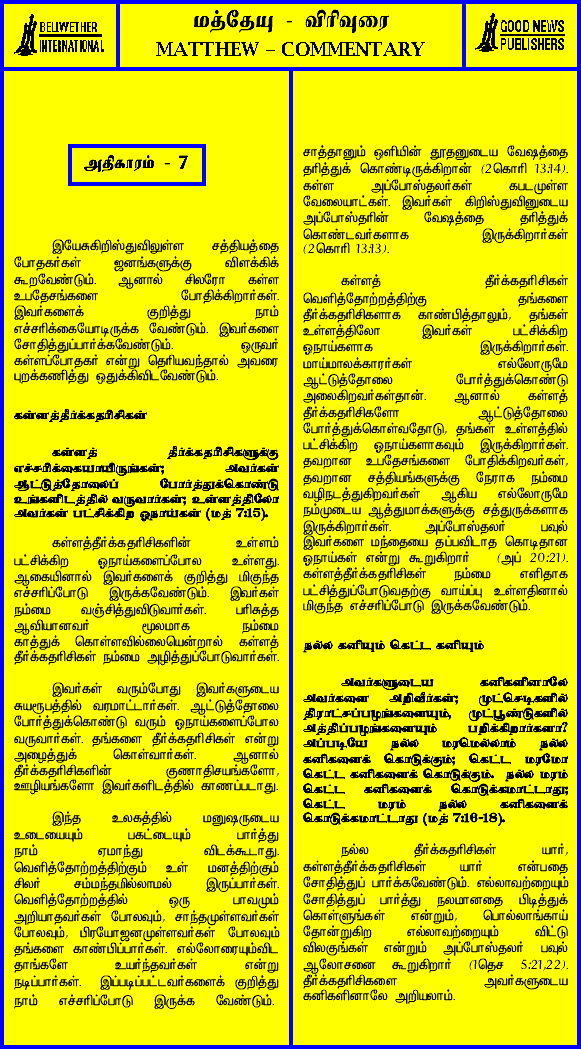 BELIWETHER
INTERNATIONAL
மத்தேயு - விரிவுரை
MATTHEW – COMMENTARY
GOOD NEWS
PUBLISHERS
அதிகாரம் - 7
இயேசுகிறிஸ்துவிலுள்ள சத்தியத்தை
போதகர்கள் ஜனங்களுக்கு விளக்கிக்
கூறவேண்டும். ஆனால் சிலரோ கள்ள
உபதேசங்களை போதிக்கிறார்கள்.
இவர்களைக் குறித்து நாம்
எச்சரிக்கையோடிருக்க வேண்டும். இவர்களை
சோதித்துப்பார்க்கவேண்டும். ஒருவர்
கள்ளப்போதகர் என்று தெரியவந்தால் அவரை
புறக்கணித்து ஒதுக்கிவிடவேண்டும்.
கள்ளத்தீர்க்கதரிசிகள்
கள்ளத் தீர்க்கதரிசிகளுக்கு
எச்சரிக்கையாயிருங்கள்; அவர்கள்
ஆட்டுத்தோலைப் போர்த்துக்கொண்டு
உங்களிடத்தில் வருவார்கள்; உள்ளத்திலோ
அவர்கள் பட்சிக்கிற ஓநாய்கள் (மத் 7:15).
கள்ளத்தீர்க்கதரிசிகளின் உள்ளம்
பட்சிக்கிற ஓநாய்களைப்போல உள்ளது.
ஆகையினால் இவர்களைக் குறித்து மிகுந்த
எச்சரிப்போடு இருக்கவேண்டும். இவர்கள்
நம்மை வஞ்சித்துவிடுவார்கள். பரிசுத்த
ஆவியானவர் மூலமாக நம்மை
காத்துக் கொள்ளவில்லையென்றால் கள்ளத்
தீர்க்கதரிசிகள் நம்மை அழித்துப்போடுவார்கள்.
இவர்கள் வரும்போது இவர்களுடைய
சுயரூபத்தில் வரமாட்டார்கள். ஆட்டுத்தோலை
போர்த்துக்கொண்டு வரும் ஓநாய்களைப்போல
வருவார்கள். தங்களை தீர்க்கதரிசிகள் என்று
அழைத்துக் கொள்வார்கள். ஆனால்
தீர்க்கதரிசிகளின் குணாதிசயங்களோ,
ஊழியங்களோ இவர்களிடத்தில் காணப்படாது.
இந்த உலகத்தில் மனுஷருடைய
உடையையும் பகட்டையும் பார்த்து
நாம் ஏமாந்து விடக்கூடாது.
வெளித்தோற்றத்திற்கும் உள் மனத்திற்கும்
சிலர் சம்மந்தமில்லாமல் இருப்பார்கள்.
வெளித்தோற்றத்தில் ஒரு பாவமும்
அறியாதவர்கள் போலவும், சாந்தமுள்ளவர்கள்
போலவும், பிரயோஜனமுள்ளவர்கள் போலவும்
தங்களை காண்பிப்பார்கள். எல்லோரையும்விட
தாங்களே உயர்ந்தவர்கள் என்று
நடிப்பார்கள். இப்படிப்பட்டவர்களைக் குறித்து
நாம் எச்சரிப்போடு இருக்க வேண்டும்.
சாத்தானும் ஒளியின் தூதனுடைய வேஷத்தை
தரித்துக் கொண்டிருக்கிறான் (2கொரி 13:14).
கள்ள அப்போஸ்தலர்கள் கபடமுள்ள
வேலையாட்கள். இவர்கள் கிறிஸ்துவினுடைய
அப்போஸ்தரின் வேஷத்தை தரித்துக்
கொண்டவர்களாக இருக்கிறார்கள்
(2கொரி 13:13).
கள்ளத் தீர்க்கதரிசிகள்
வெளித்தோற்றத்திற்கு தங்களை
தீர்க்கதரிசிகளாக காண்பித்தாலும், தங்கள்
உள்ளத்திலோ இவர்கள் பட்சிக்கிற
ஓநாய்களாக இருக்கிறார்கள்.
மாய்மாலக்காரர்கள் எல்லோருமே
ஆட்டுத்தோலை போர்த்துக்கொண்டு
அலைகிறவர்கள்தான். ஆனால் கள்ளத்
தீர்க்கதரிசிகளோ ஆட்டுத்தோலை
போர்த்துக்கொள்வதோடு, தங்கள் உள்ளத்தில்
பட்சிக்கிற ஓநாய்களாகவும் இருக்கிறார்கள்.
தவறான உபதேசங்களை போதிக்கிறவர்கள்,
தவறான சத்தியங்களுக்கு நேராக நம்மை
வழிநடத்துகிறவர்கள் ஆகிய எல்லோருமே
நம்முடைய ஆத்துமாக்களுக்கு சத்துருக்களாக
இருக்கிறார்கள். அப்போஸ்தலர் பவுல்
இவர்களை மந்தையை தப்பவிடாத கொடிதான
ஓநாய்கள் என்று கூறுகிறார் (அப் 20:21).
கள்ளத்தீர்க்கதரிசிகள் நம்மை எளிதாக
பட்சித்துப்போடுவதற்கு வாய்ப்பு உள்ளதினால்
மிகுந்த எச்சரிப்போடு இருக்கவேண்டும்.
நல்ல கனியும் கெட்ட கனியும்
அவர்களுடைய கனிகளினாலே
அவர்களை அறிவீர்கள்; முட்செடிகளில்
திராட்சப்பழங்களையும், முட்பூண்டுகளில்
அத்திப்பழங்களையும் பறிக்கிறார்களா?
அப்படியே நல்ல மரமெல்லாம் நல்ல
கனிகளைக் கொடுக்கும்; கெட்ட மரமோ
கெட்ட கனிகளைக் கொடுக்கும். நல்ல மரம்
கெட்ட கனிகளைக் கொடுக்கமாட்டாது;
கெட்ட மரம் நல்ல கனிகளைக்
கொடுக்கமாட்டாது (மத் 7:16-18).
நல்ல தீர்க்கதரிசிகள் யார்,
கள்ளத்தீர்க்கதரிசிகள் யார் என்பதை
சோதித்துப் பார்க்கவேண்டும். எல்லாவற்றையும்
சோதித்துப் பார்த்து நலமானதை பிடித்துக்
கொள்ளுங்கள் என்றும், பொல்லாங்காய்
தோன்றுகிற எல்லாவற்றையும் விட்டு
விலகுங்கள் என்றும் அப்போஸ்தலர் பவுல்
ஆலோசனை கூறுகிறார் (1தெச 5:21,22).
தீர்க்கதரிசிகளை அவர்களுடைய
கனிகளினாலே அறியலாம்.